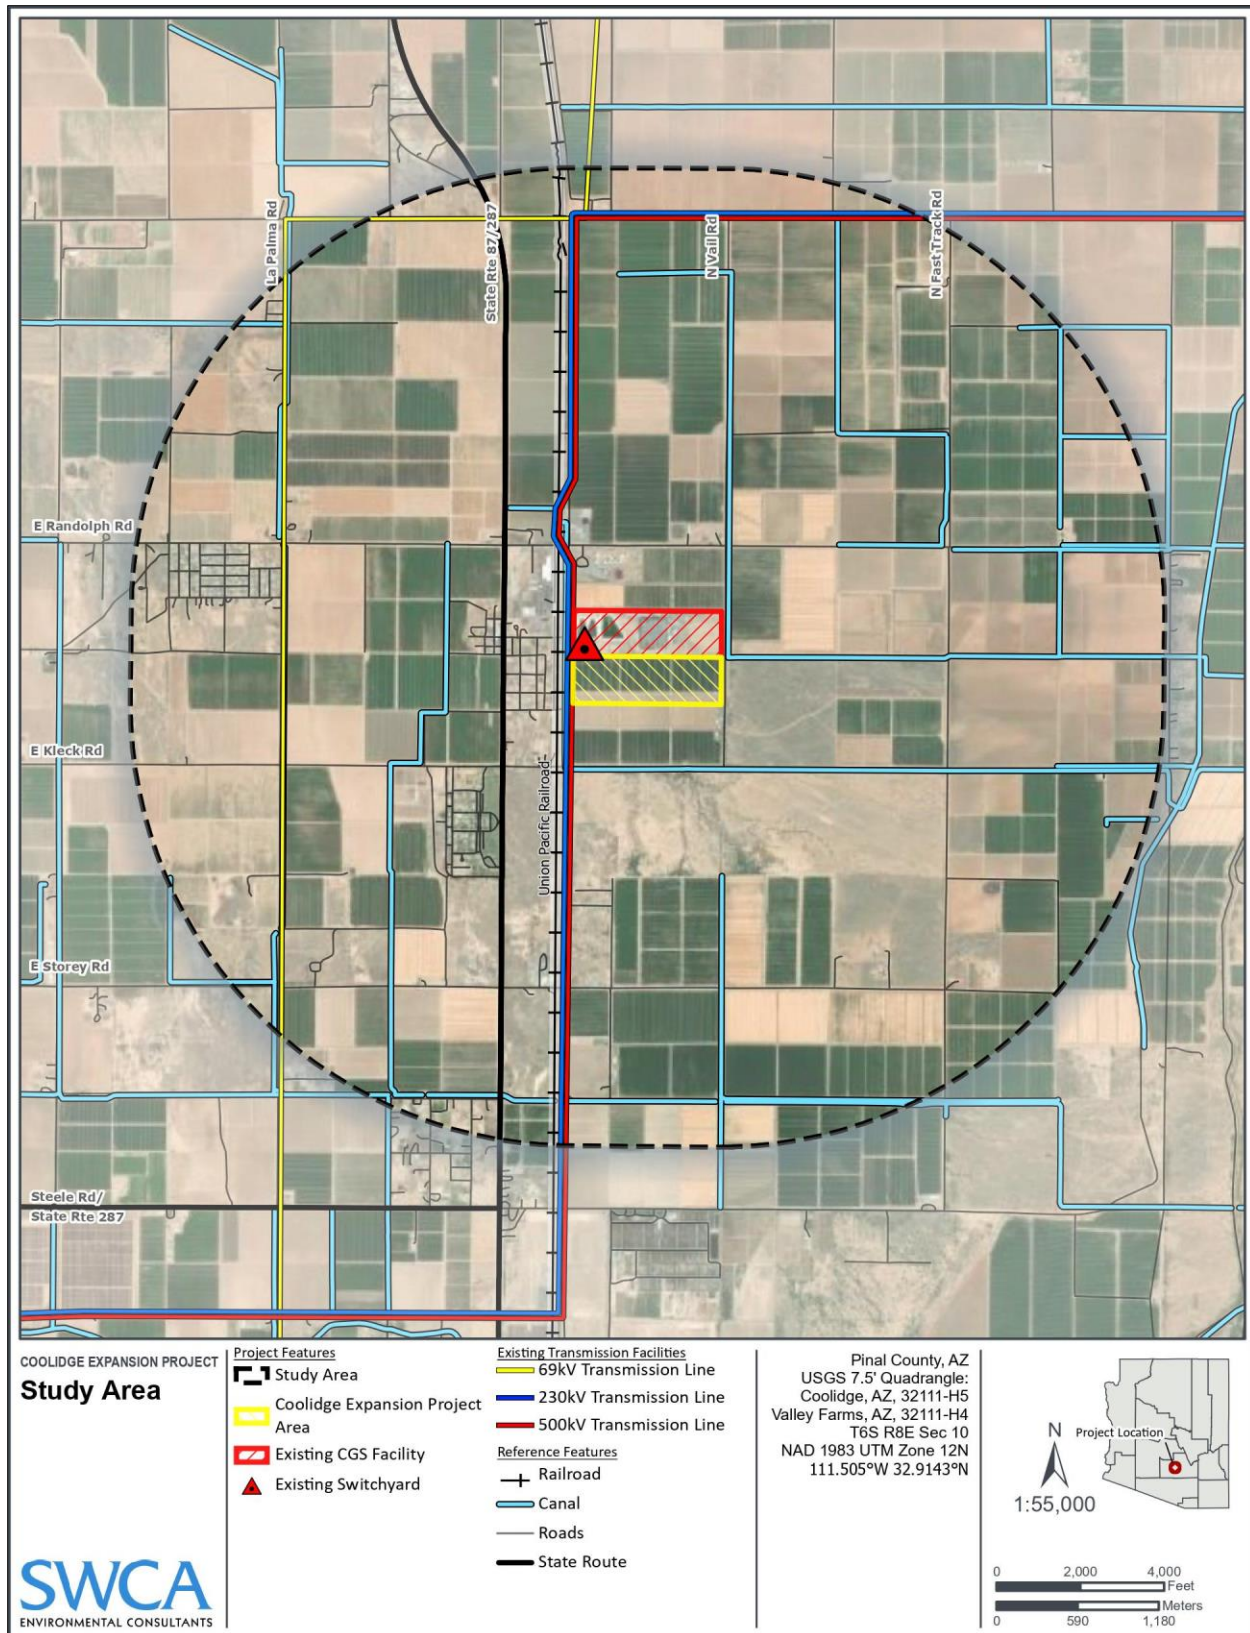 La Palma Rd
State Rte 87/287
N Vail Rd
N Fast Track Rd
E Randolph Rd
E Kleck Rd
Union Pacific Railroad
E Storey Rd
Steele Rd/
State Rte 287
COOLIDGE EXPANSION PROJECT
Study Area
Project Features
Study Area
Coolidge Expansion Project
Area
Existing CGS Facility
Existing Switchyard
Existing Transmission Facilities
69kV Transmission Line
230kV Transmission Line
500kV Transmission Line
Reference Features
Railroad
Canal
Roads
State Route
Pinal County, AZ
USGS 7.5' Quadrangle:
Coolidge, AZ, 32111-H5
Valley Farms, AZ, 32111-H4
T6S R8E Sec 10
NAD 1983 UTM Zone 12N
111.505°W 32.9143°N
N
1:55,000
Project Location
0 2,000 4,000
Feet
Meters
0 590 1,180
SWCA
ENVIRONMENTAL CONSULTANTS